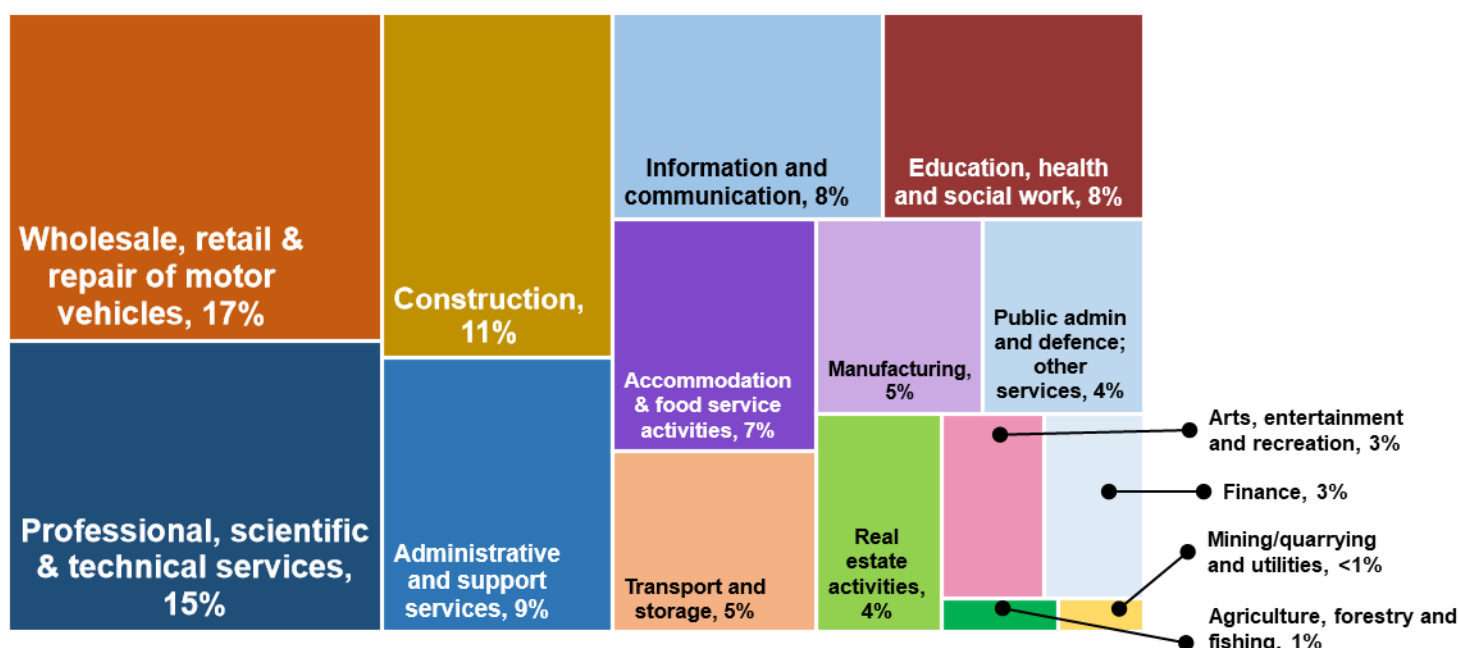 Wholesale, retail &
repair of motor
vehicles, 17%
Professional, scientific
& technical services,
15%
Construction,
11%
Administrative
and support
services, 9%
Information and
communication, 8%
Education, health
and social work, 8%
Accommodation
& food service
activities, 7%
Transport and
storage, 5%
Manufacturing,
5%
Public admin
and defence;
other
services, 4%
Real
estate
activities,
4%
Arts, entertainment
and recreation, 3%
Finance, 3%
Mining/quarrying
and utilities, <1%
Agriculture, forestry and
fishing, 1%